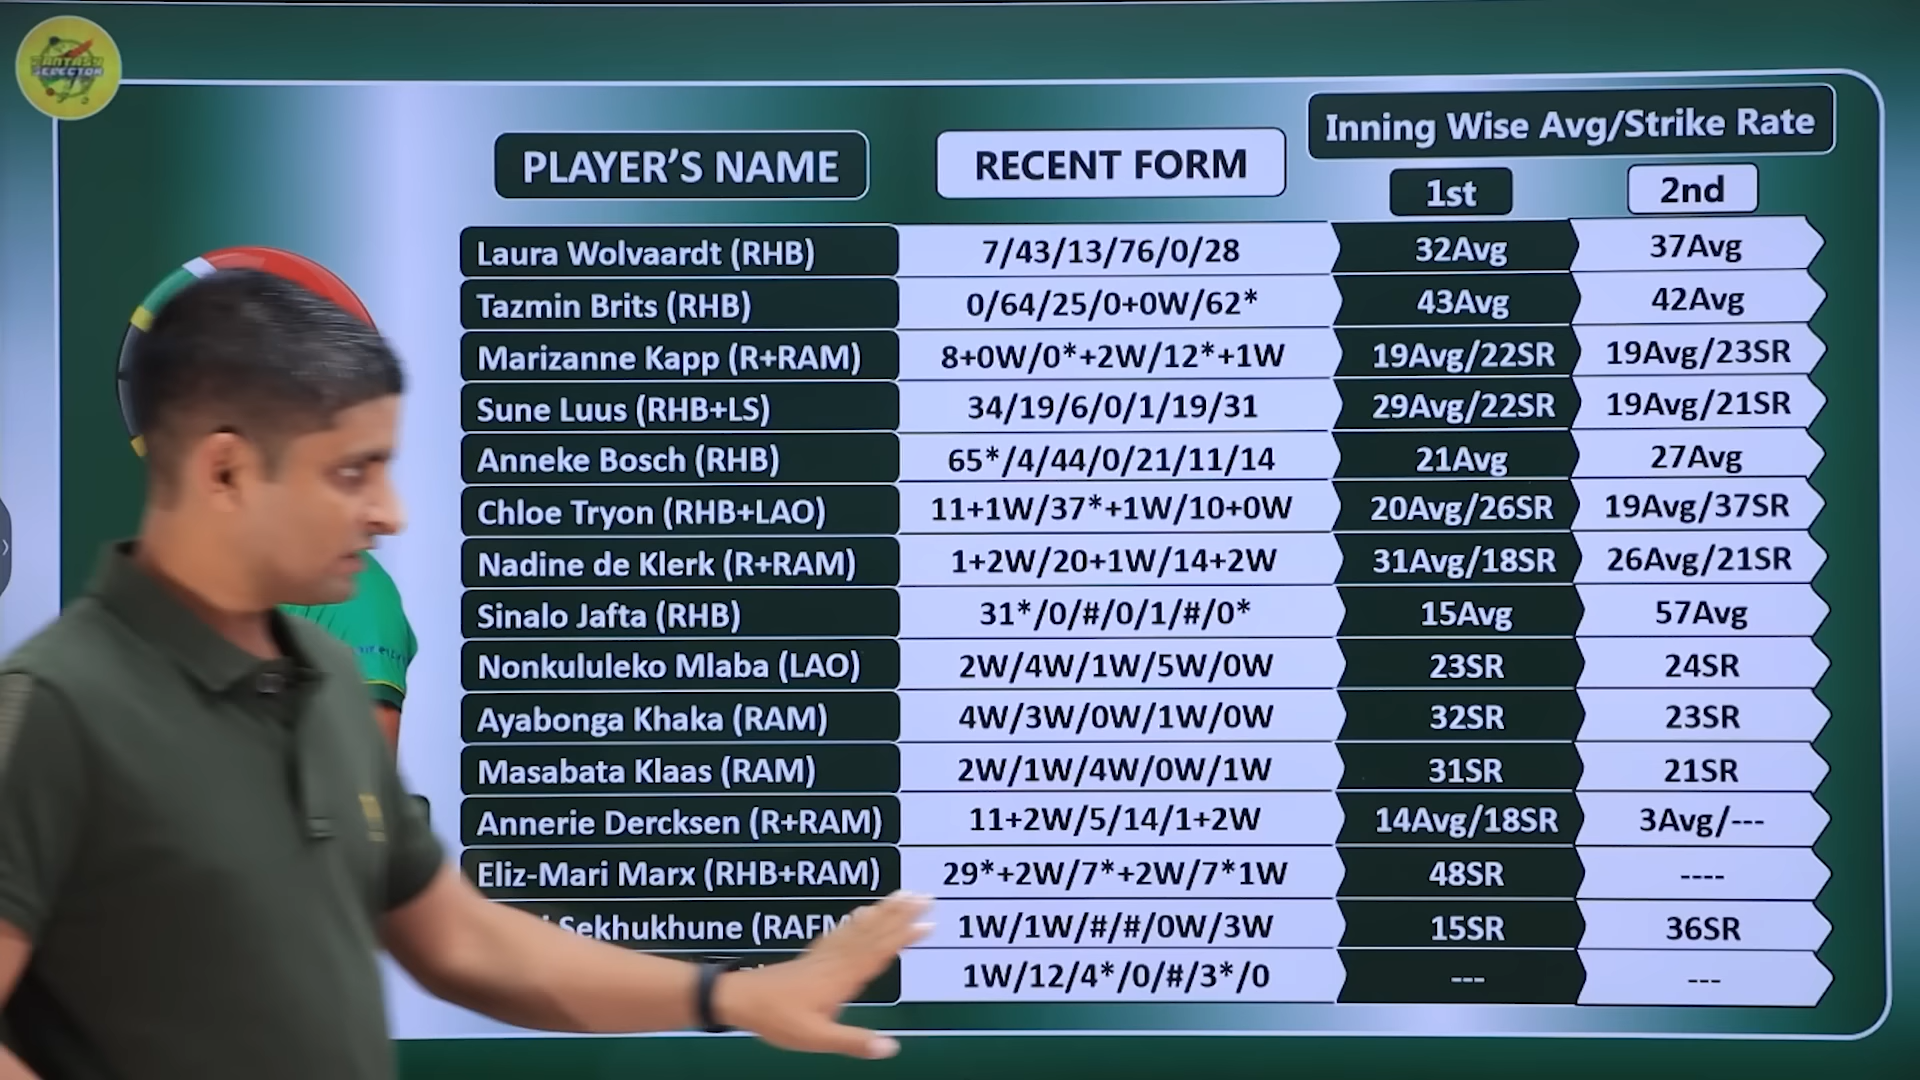 FANTASY
SELECTOR
Inning Wise Avg/Strike Rate
PLAYER'S NAME RECENT FORM 1st 2nd
Laura Wolvaardt (RHB) 7/43/13/76/0/28 32Avg 37Avg
Tazmin Brits (RHB) 0/64/25/0+0W/62* 43Avg 42Avg
Marizanne Kapp (R+RAM) 8+0W/0*+2W/12*+1W 19Avg/22SR 19Avg/23SR
Sune Luus (RHB+LS) 34/19/6/0/1/19/31 29Avg/22SR 19Avg/21SR
Anneke Bosch (RHB) 65*/4/44/0/21/11/14 21Avg 27Avg
Chloe Tryon (RHB+LAO) 11+1W/37*+1W/10+0W 20Avg/26SR 19Avg/37SR
Nadine de Klerk (R+RAM) 1+2W/20+1W/14+2W 31Avg/18SR 26Avg/21SR
Sinalo Jafta (RHB) 31*/0/#/0/1/#/0* 15Avg 57Avg
Nonkululeko Mlaba (LAO) 2W/4W/1W/5W/0W 23SR 24SR
Ayabonga Khaka (RAM) 4W/3W/0W/1W/0W 32SR 23SR
Masabata Klaas (RAM) 2W/1W/4W/0W/1W 31SR 21SR
Annerie Dercksen (R+RAM) 11+2W/5/14/1+2W 14Avg/18SR 3Avg/---
Eliz-Mari Marx (RHB+RAM) 29*+2W/7*+2W/7*1W 48SR ----
Sekhukhune (RAFM 1W/1W/#/#/0W/3W 15SR 36SR
1W/12/4*/0/#/3*/0 --- ---